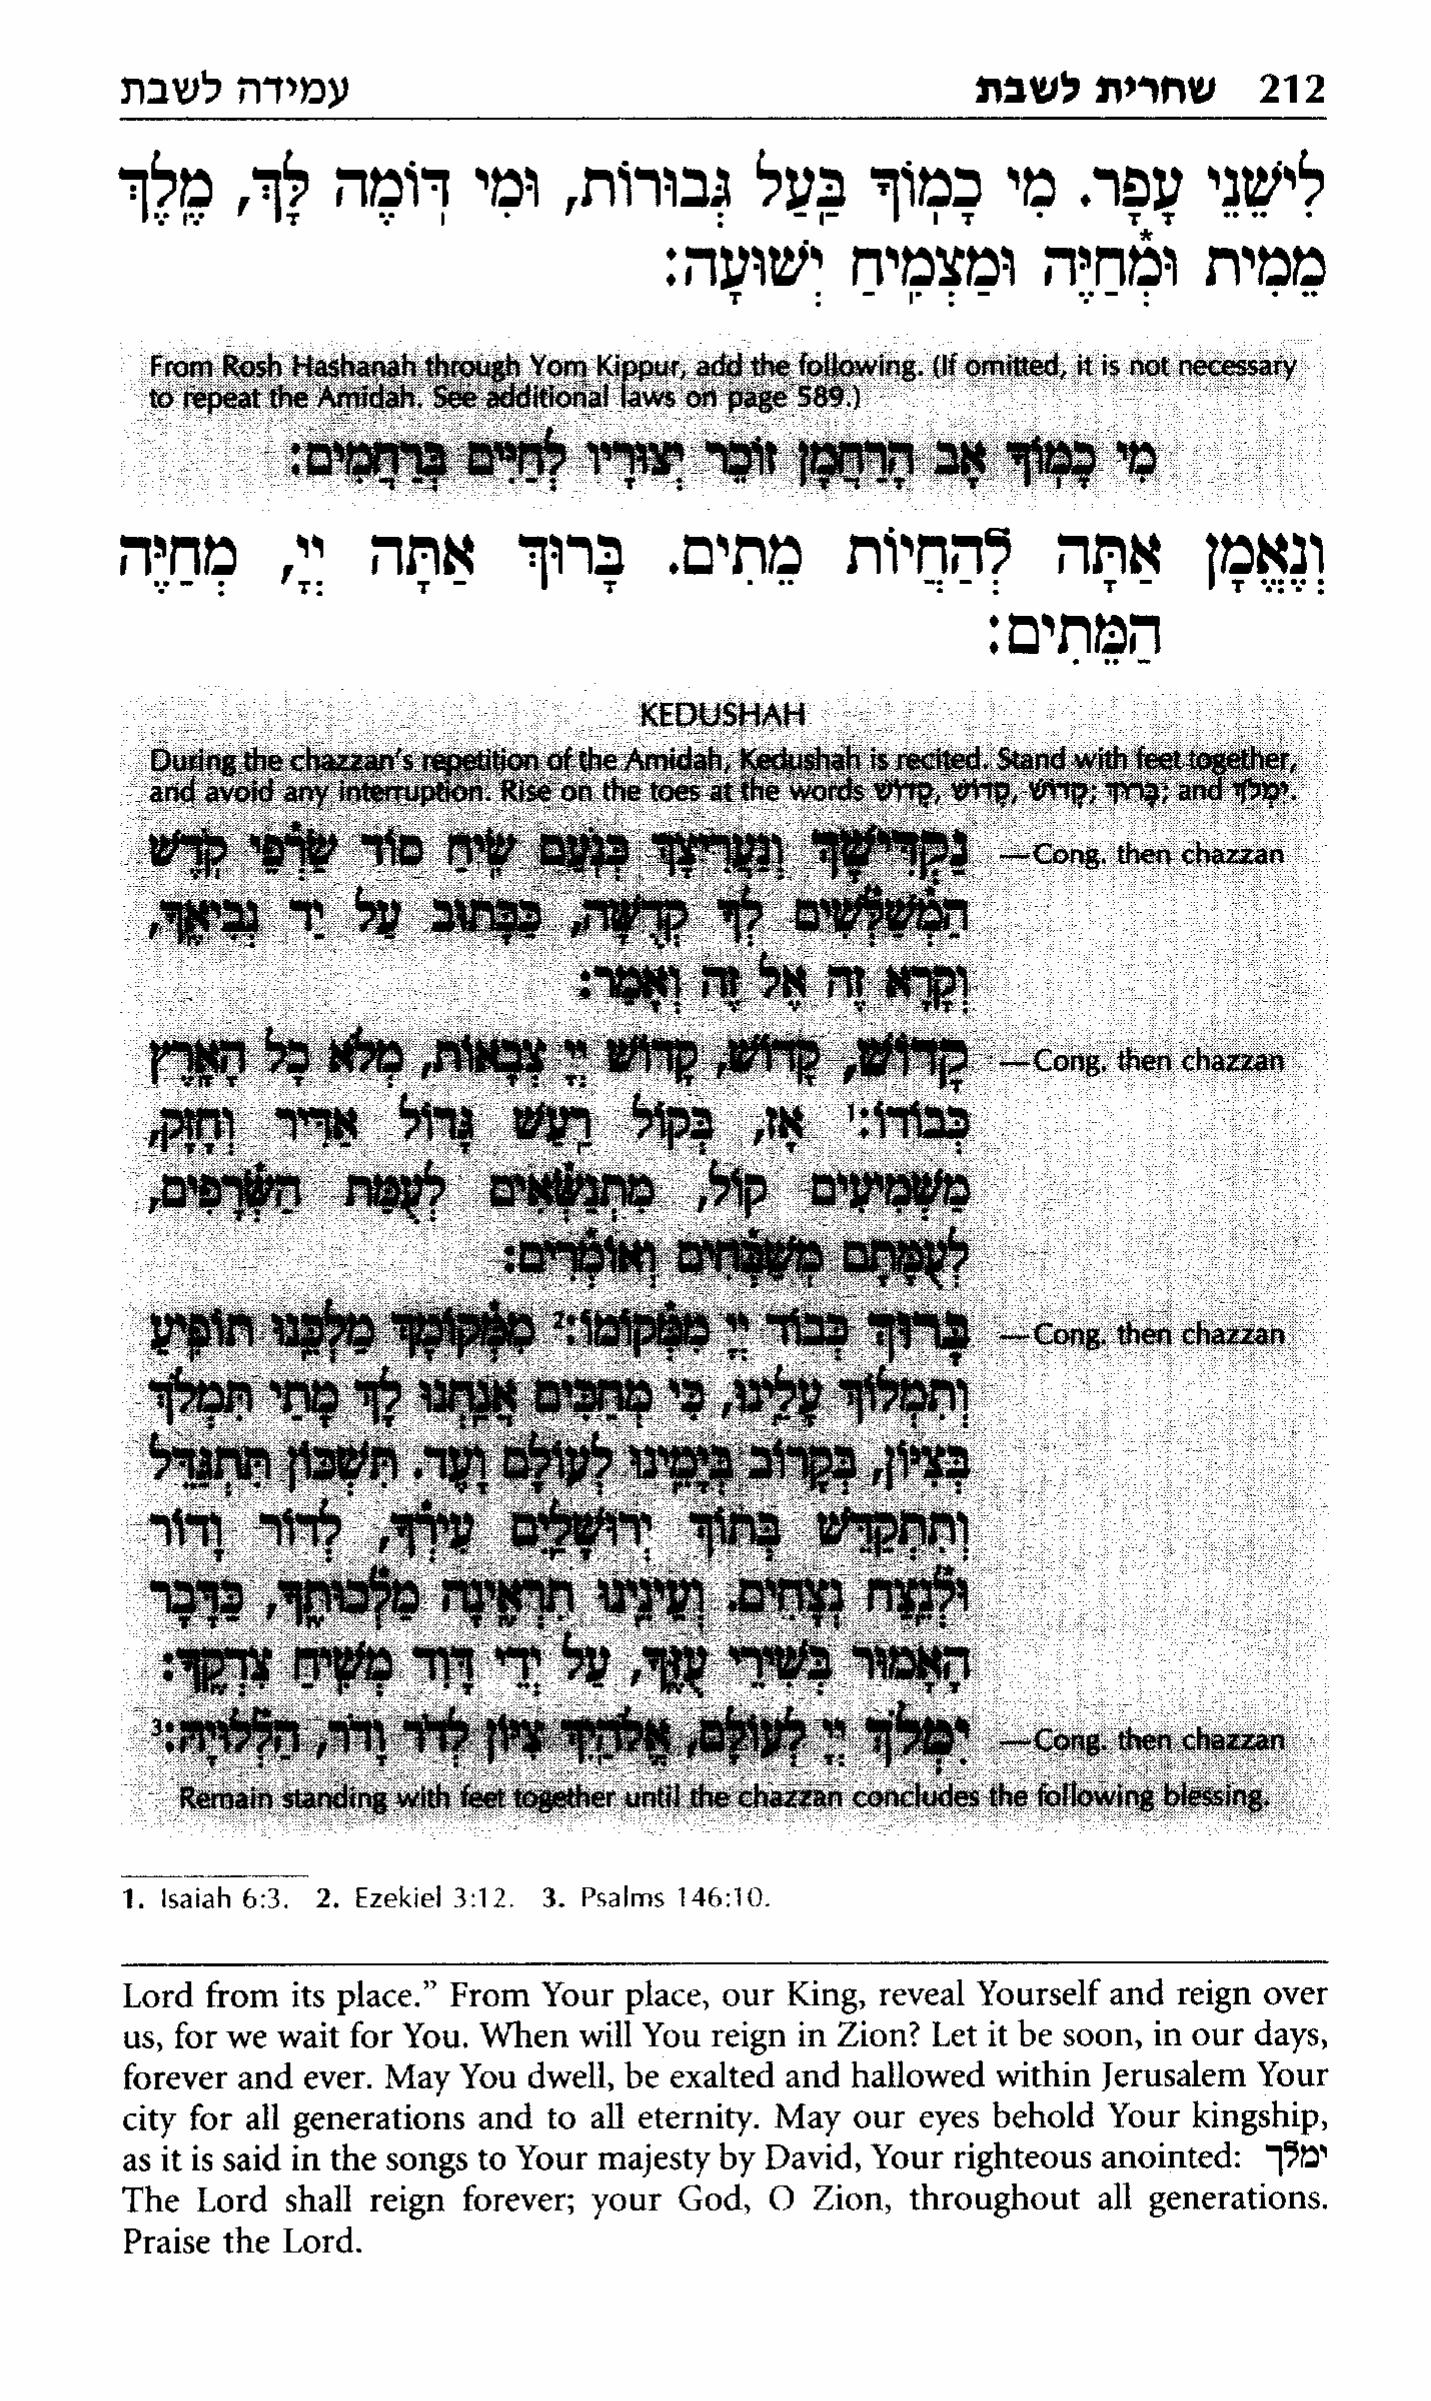 212 שחרית לשבת עמידה לשבת
לִישֵׁנֵי עָפָר. מִי כָמְוֹךָ בַּעַל גְּבוּרוֹת, וּמִי דְּוֹמֶה לָּךְ, מֶלֶךְ
מֵמִית וּמְחַיֶּה* וּמַצְמִיחַ יְשׁוּעָה:
From Rosh Hashanah through Yom Kippur, add the following. (If omitted, it is not necessary
to repeat the Amidah. See additional laws on page 589.)
מִי כָמְוֹךָ אָב הָרַחֲמָן זוֹכֵר יְצוּרָיו לְחַיִּים בְּרַחֲמִים:
וְנֶאֱמָן אַתָּה לְהַחֲיוֹת מֵתִים. בָּרוּךְ אַתָּה יְיָ, מְחַיֵּה
הַמֵּתִים:
KEDUSHAH
During the chazzan's repetition of the Amidah, Kedushah is recited. Stand with feet together,
and avoid any interruption. Rise on the toes at the words קָדוֹשׁ, קָדוֹשׁ, קָדוֹשׁ; בָּרוּךְ; and יִמְלֹךְ.
נַקְדִּישָׁךְ וְנַעֲרִיצָךְ כְּנְֹעַם שִׂיחַ סוֹד שַׂרְפֵי קְֹדֶשׁ —Cong. then chazzan
הַמְשַׁלְּשִׁים לְךָ קְדֻשָּׁה, כַּכָּתוּב עַל יַד נְבִיאֶךָ,
וְקָרָא זֶה אֶל זֶה וְאָמַר:
קָדוֹשׁ, קָדוֹשׁ, קָדוֹשׁ יְיָ צְבָאוֹת, מְלֹא כָל הָאָרֶץ —Cong. then chazzan
כְּבוֹדוֹ:1 אָז, בְּקוֹל רַעַשׁ גָּדוֹל אַדִּיר וְחָזָק,
מַשְׁמִיעִים קוֹל, מִתְנַשְּׂאִים לְעֻמַּת הַשְּׂרָפִים,
לְעֻמָּתָם מְשַׁבְּחִים וְאוֹמְרִים:
בָּרוּךְ כְּבוֹד יְיָ מִמְּקוֹמוֹ:2 מִמְּקוֹמְךָ מַלְכֵּנוּ תוֹפִיעַ —Cong. then chazzan
וְתִמְלוֹךְ עָלֵינוּ, כִּי מְחַכִּים אֲנַחְנוּ לָךְ מָתַי תִּמְלֹךְ
בְּצִיּוֹן, בְּקָרוֹב בְּיָמֵינוּ לְעוֹלָם וָעֶד. תִּשְׁכּוֹן תִּתְגַּדֵּל
וְתִתְקַדֵּשׁ בְּתוֹךְ יְרוּשָׁלַיִם עִירְךָ, לְדוֹר וָדוֹר
וּלְנֵצַח נְצָחִים. וְעֵינֵינוּ תִרְאֶינָה מַלְכוּתֶךָ, כַּדָּבָר
הָאָמוּר בְּשִׁירֵי עֻזֶּךָ, עַל יְדֵי דָוִד מְשִׁיחַ צִדְקֶךָ:
יִמְלֹךְ יְיָ לְעוֹלָם, אֱלֹהַיִךְ צִיּוֹן לְדֹר וָדֹר, הַלְלוּיָהּ:3 —Cong. then chazzan
Remain standing with feet together until the chazzan concludes the following blessing.
1. Isaiah 6:3. 2. Ezekiel 3:12. 3. Psalms 146:10.
Lord from its place.” From Your place, our King, reveal Yourself and reign over
us, for we wait for You. When will You reign in Zion? Let it be soon, in our days,
forever and ever. May You dwell, be exalted and hallowed within Jerusalem Your
city for all generations and to all eternity. May our eyes behold Your kingship,
as it is said in the songs to Your majesty by David, Your righteous anointed: ימלך
The Lord shall reign forever; your God, O Zion, throughout all generations.
Praise the Lord.